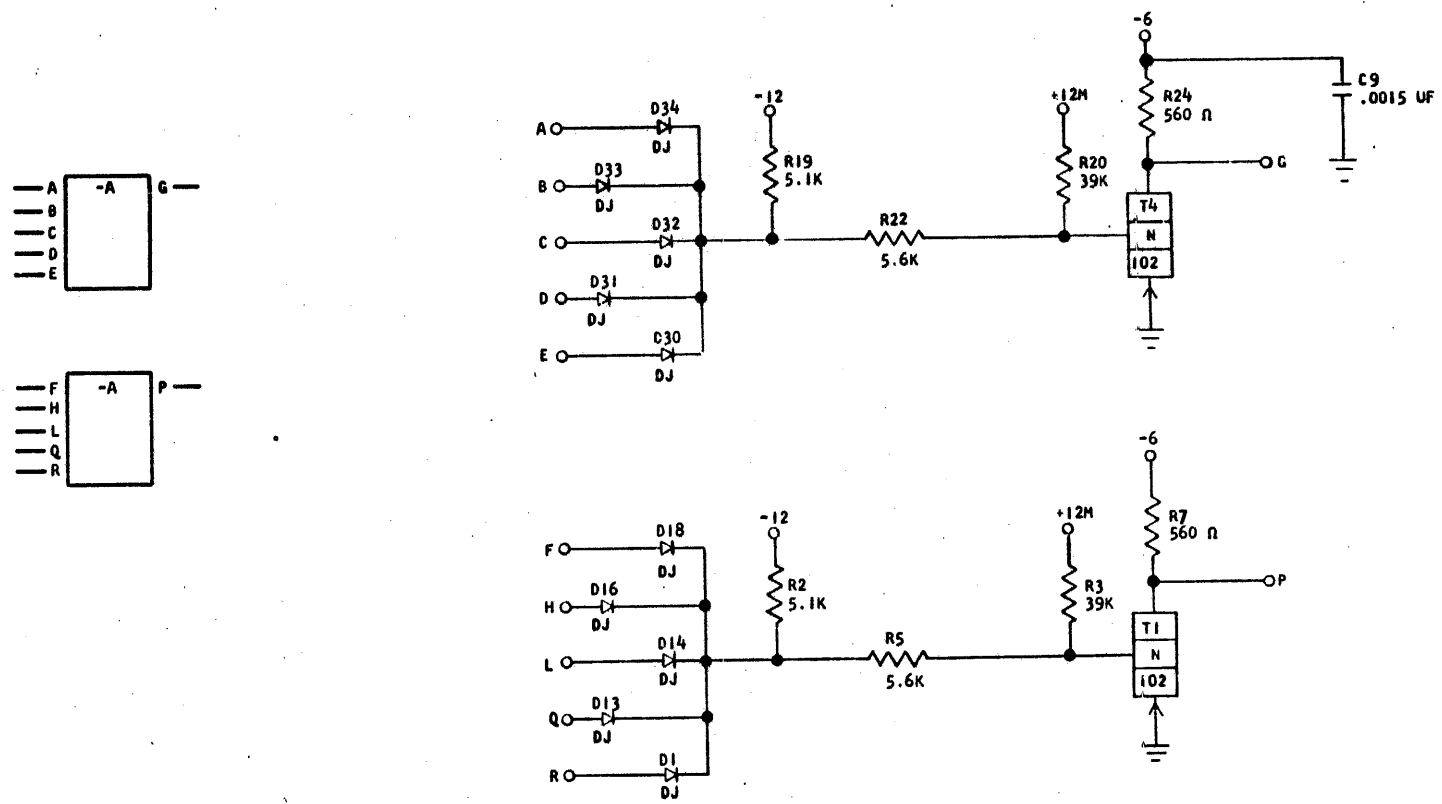 A -A G
B
C
D
E
F -A P
H
L
Q
R
-6
C9
.0015 UF
R24
560 Ω
-12
+12M
D34
A
DJ
R19
5.1K
R20
39K
G
D33
B
DJ
T4
N
102
R22
5.6K
D32
C
DJ
D31
D
DJ
D30
E
DJ
-6
R7
560 Ω
-12
+12M
D18
F
DJ
R2
5.1K
R3
39K
P
D16
H
DJ
T1
N
102
R5
5.6K
D14
L
DJ
D13
Q
DJ
D1
R
DJ